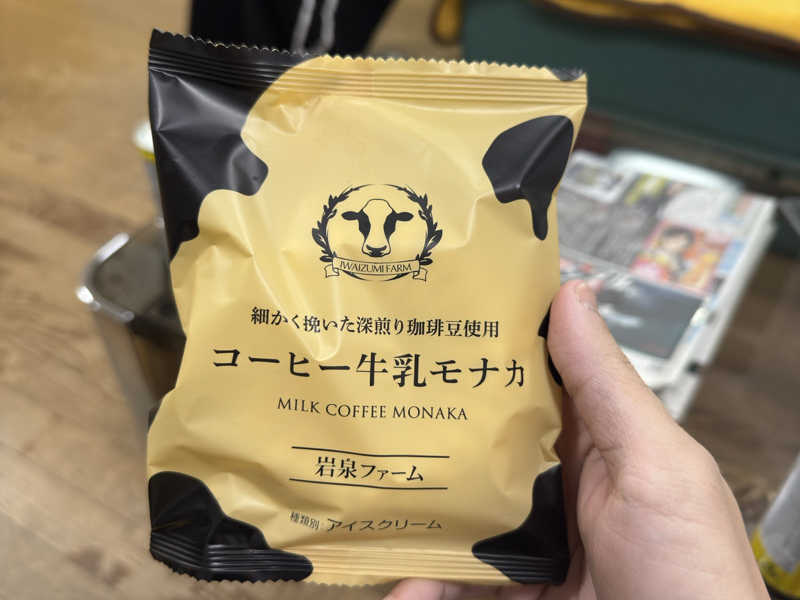 IWAIZUMI FARM
細かく挽いた深煎り珈琲豆使用
コーヒー牛乳モナカ
MILK COFFEE MONAKA
岩泉ファーム
種類別:アイスクリーム